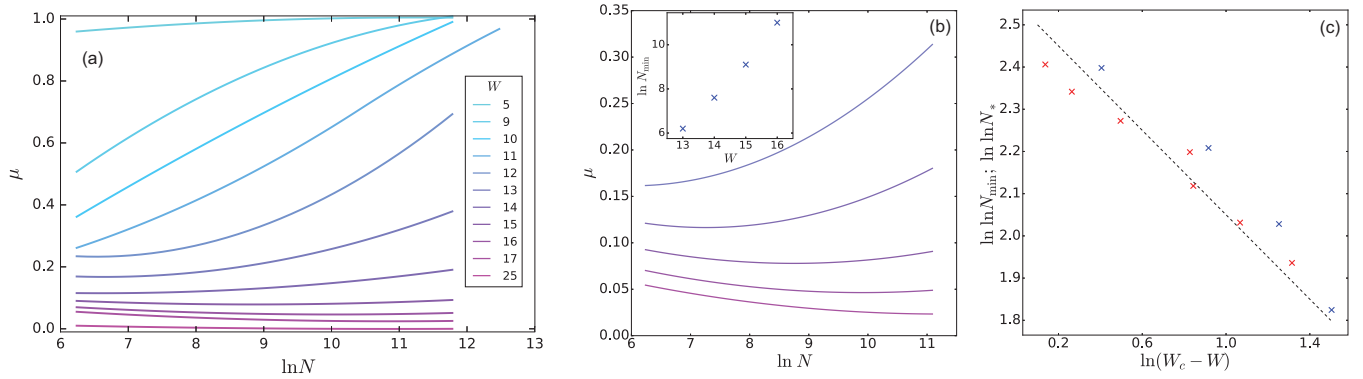 (a)
μ
1.0
0.8
0.6
0.4
0.2
0.0
6 7 8 9 10 11 12 13
ln N
W
5
9
10
11
12
13
14
15
16
17
25
(b)
μ
0.35
0.30
0.25
0.20
0.15
0.10
0.05
0.00
6 7 8 9 10 11
ln N
ln N_min
10
8
6
13 14 15 16
W
(c)
ln ln N_min; ln ln N_*
2.5
2.4
2.3
2.2
2.1
2.0
1.9
1.8
0.2 0.6 1.0 1.4
ln(W_c − W)